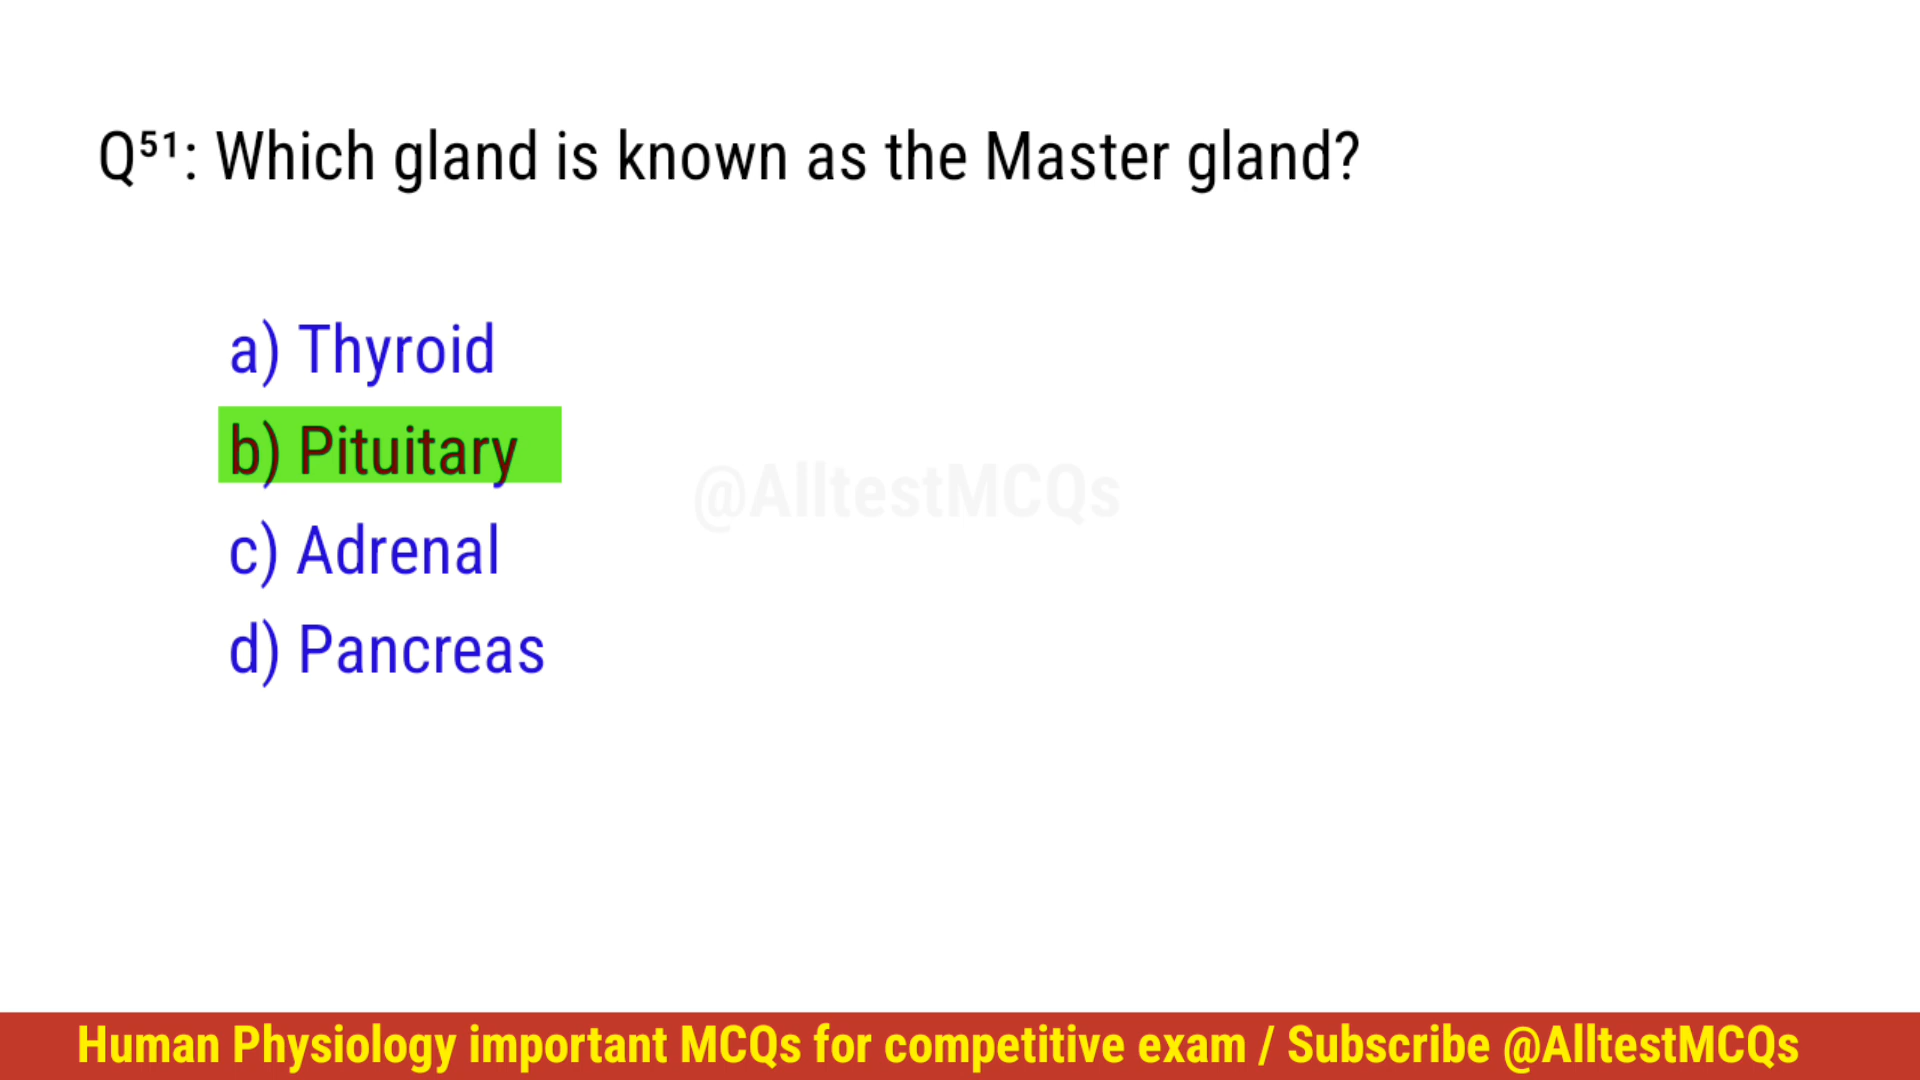 Q⁵¹: Which gland is known as the Master gland?
a) Thyroid
b) Pituitary
@AlltestMCQs
c) Adrenal
d) Pancreas
Human Physiology important MCQs for competitive exam / Subscribe @AlltestMCQs